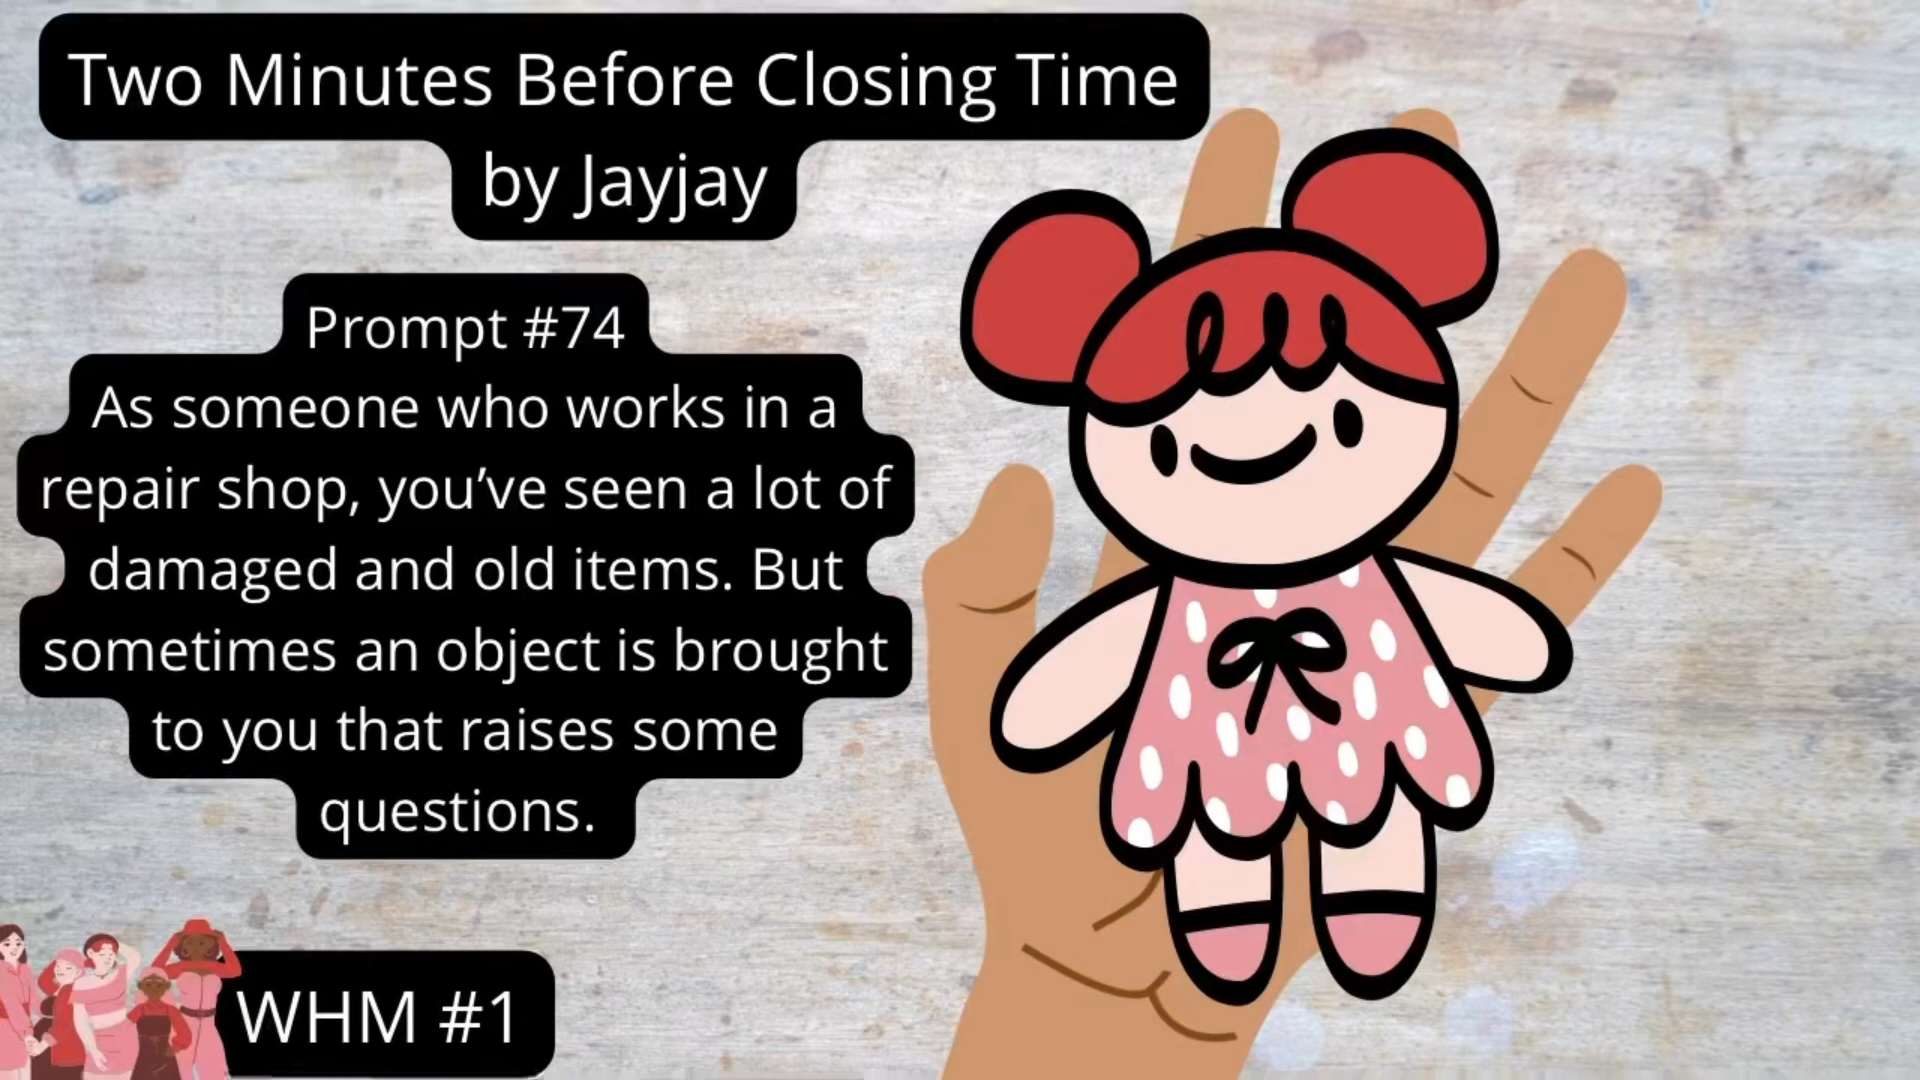 Two Minutes Before Closing Time
by Jayjay
Prompt #74
As someone who works in a
repair shop, you’ve seen a lot of
damaged and old items. But
sometimes an object is brought
to you that raises some
questions.
WHM #1